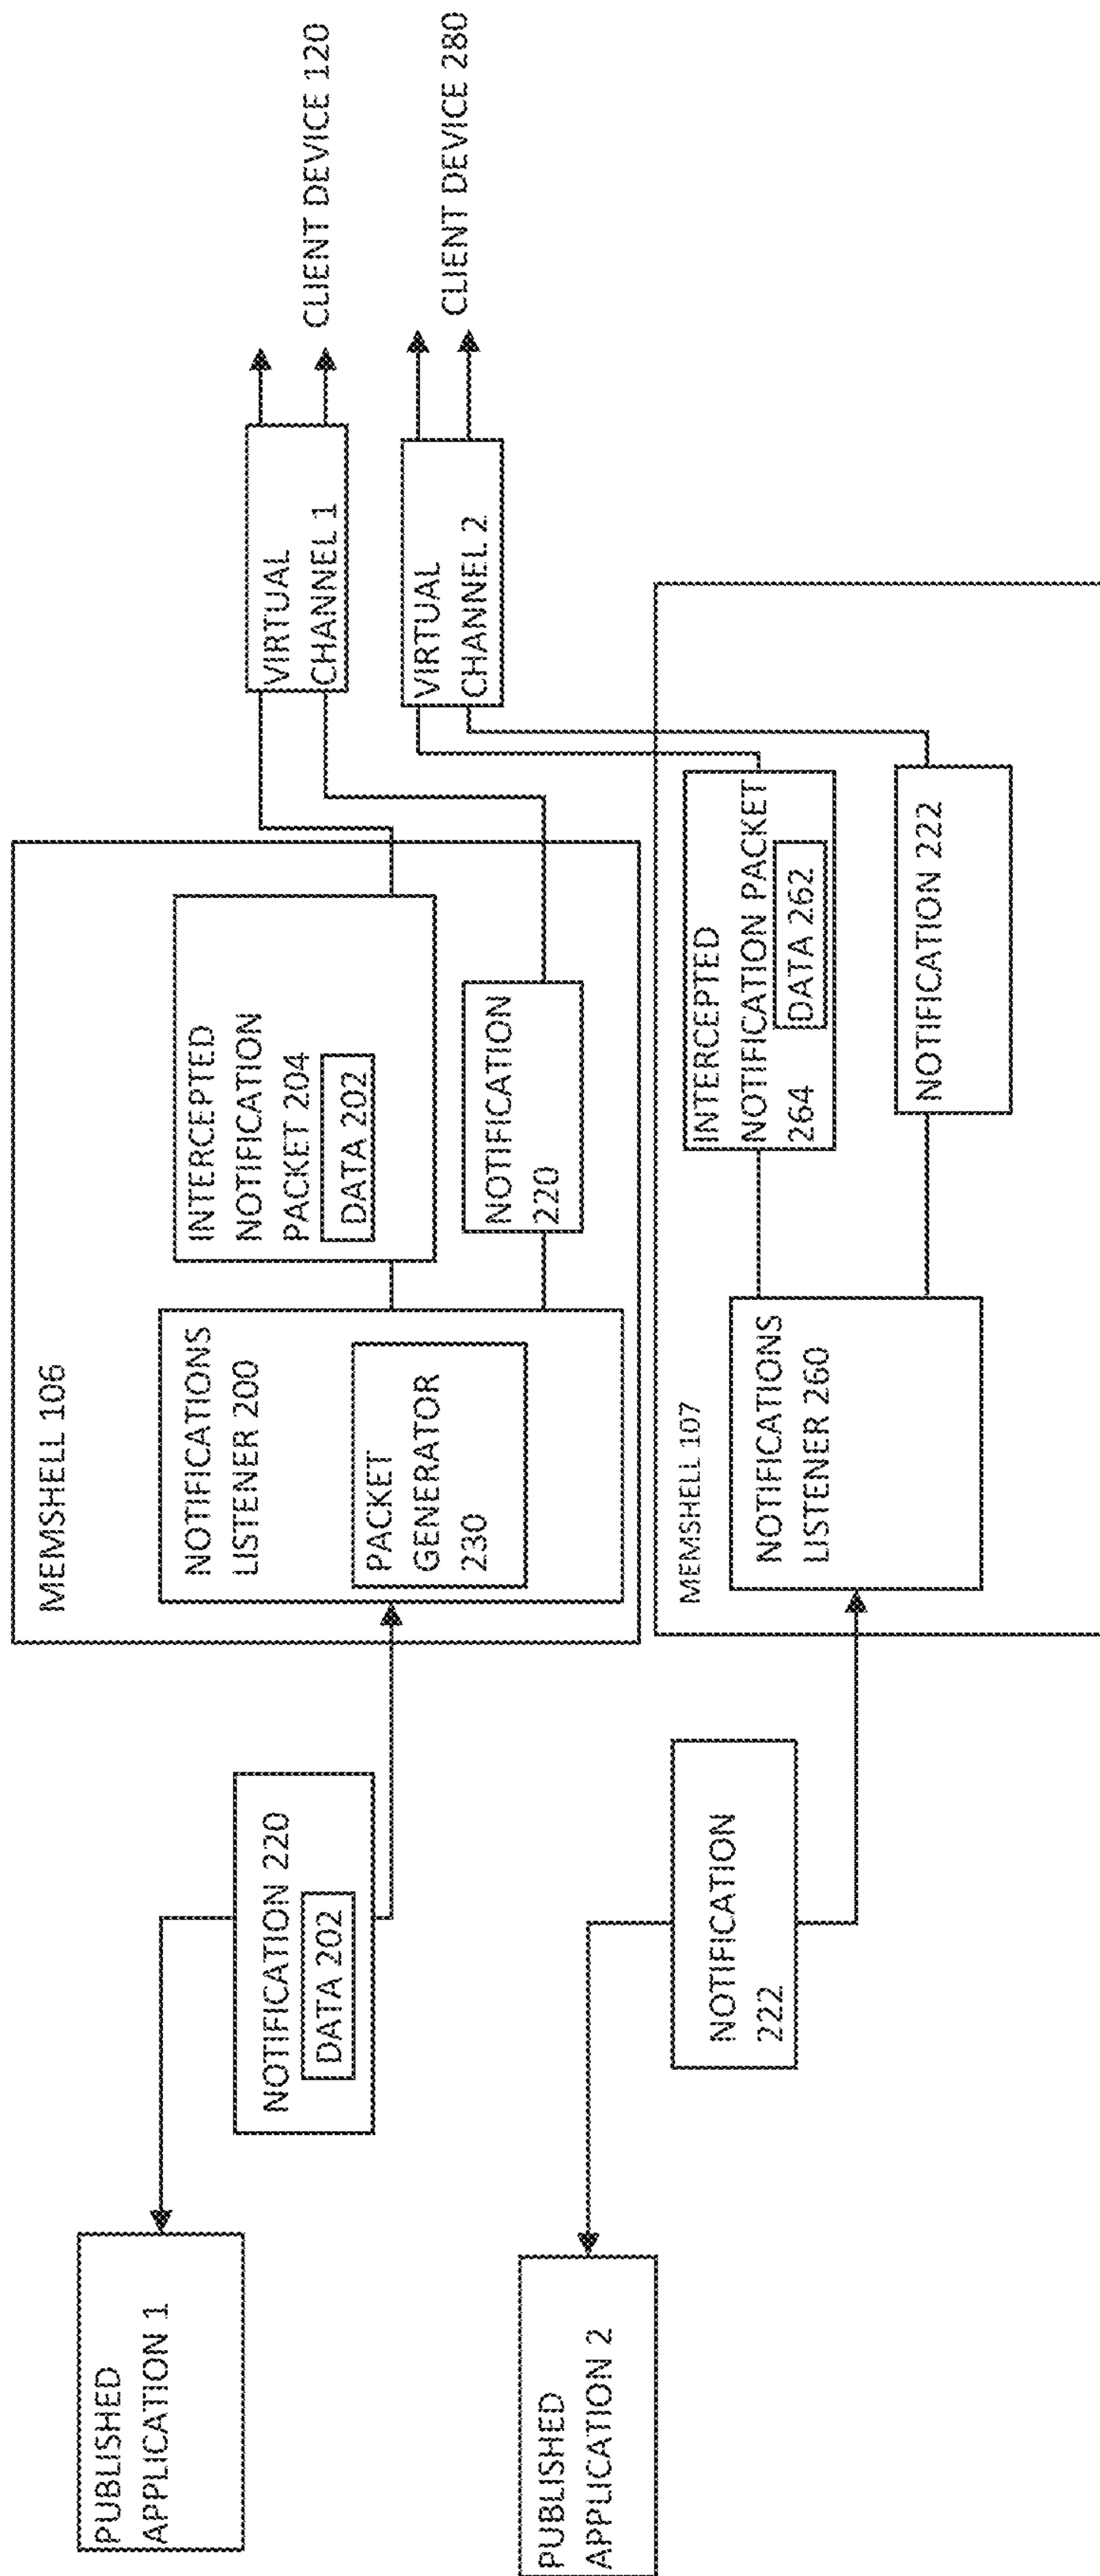 PUBLISHED
APPLICATION 1
NOTIFICATION 220
DATA 202
MEMSHELL 106
NOTIFICATIONS
LISTENER 200
PACKET
GENERATOR
230
INTERCEPTED
NOTIFICATION
PACKET 204
DATA 202
NOTIFICATION
220
VIRTUAL
CHANNEL 1
CLIENT DEVICE 120
PUBLISHED
APPLICATION 2
NOTIFICATION
222
MEMSHELL 107
NOTIFICATIONS
LISTENER 260
INTERCEPTED
NOTIFICATION PACKET
264
DATA 262
NOTIFICATION 222
VIRTUAL
CHANNEL 2
CLIENT DEVICE 280